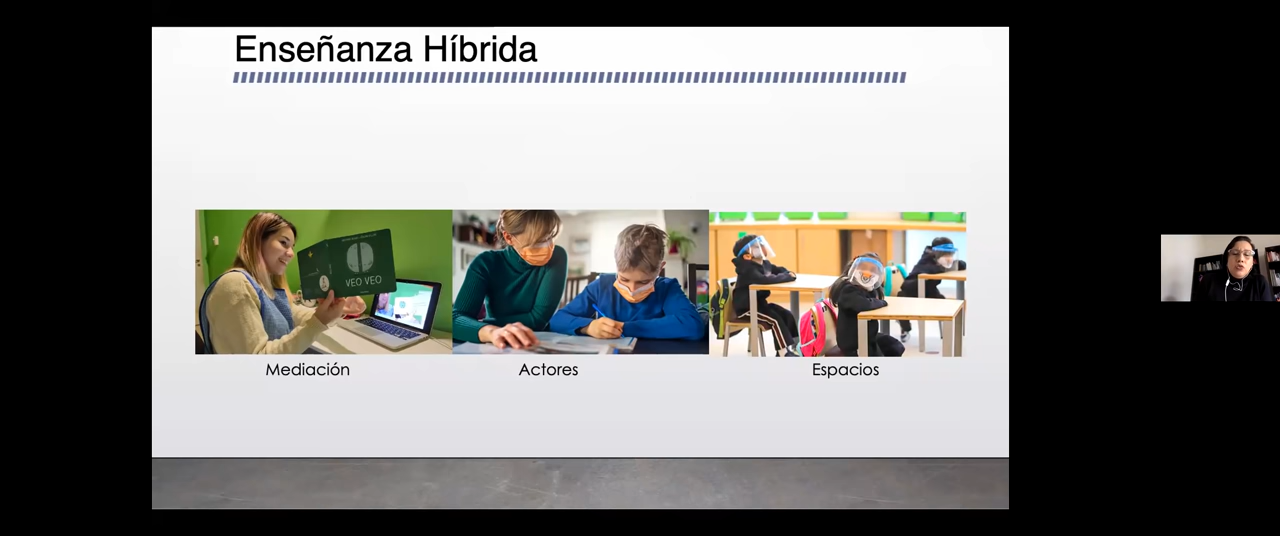 Enseñanza Híbrida
VEO VEO
Mediación
Actores
Espacios